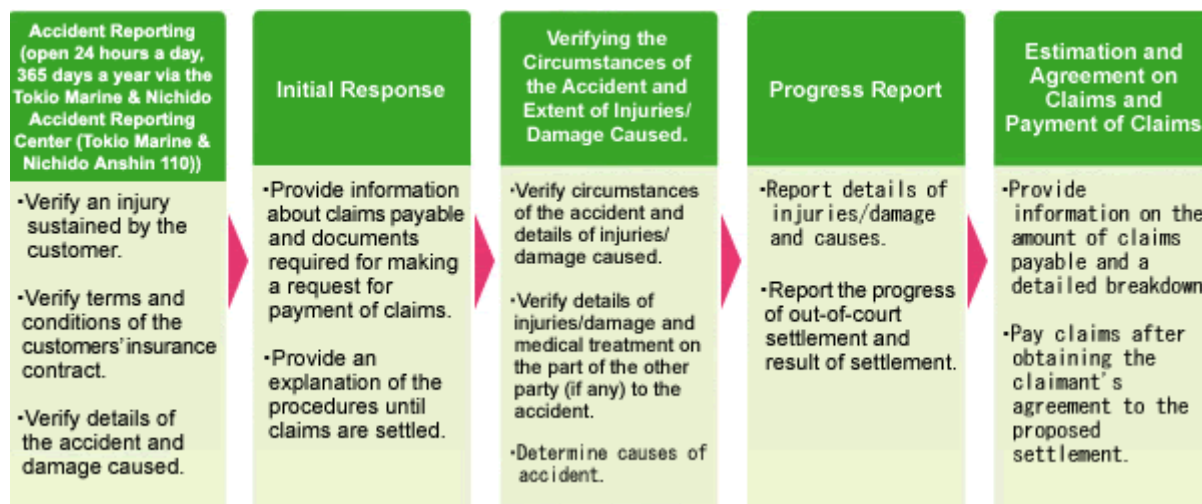 Accident Reporting
(open 24 hours a day,
365 days a year via the
Tokio Marine & Nichido
Accident Reporting
Center (Tokio Marine &
Nichido Anshin 110))
・Verify an injury
sustained by the
customer.
・Verify terms and
conditions of the
customers' insurance
contract.
・Verify details of
the accident and
damage caused.
Initial Response
・Provide information
about claims payable
and documents
required for making
a request for
payment of claims.
・Provide an
explanation of the
procedures until
claims are settled.
Verifying the
Circumstances of
the Accident and
Extent of Injuries/
Damage Caused.
・Verify circumstances
of the accident and
details of injuries/
damage caused.
・Verify details of
injuries/damage and
medical treatment on
the part of the other
party (if any) to the
accident.
・Determine causes of
accident.
Progress Report
・Report details of
injuries/damage
and causes.
・Report the progress
of out-of-court
settlement and
result of settlement.
Estimation and
Agreement on
Claims and
Payment of Claims
・Provide
information on the
amount of claims
payable and a
detailed breakdown
・Pay claims after
obtaining the
claimant's
agreement to the
proposed
settlement.